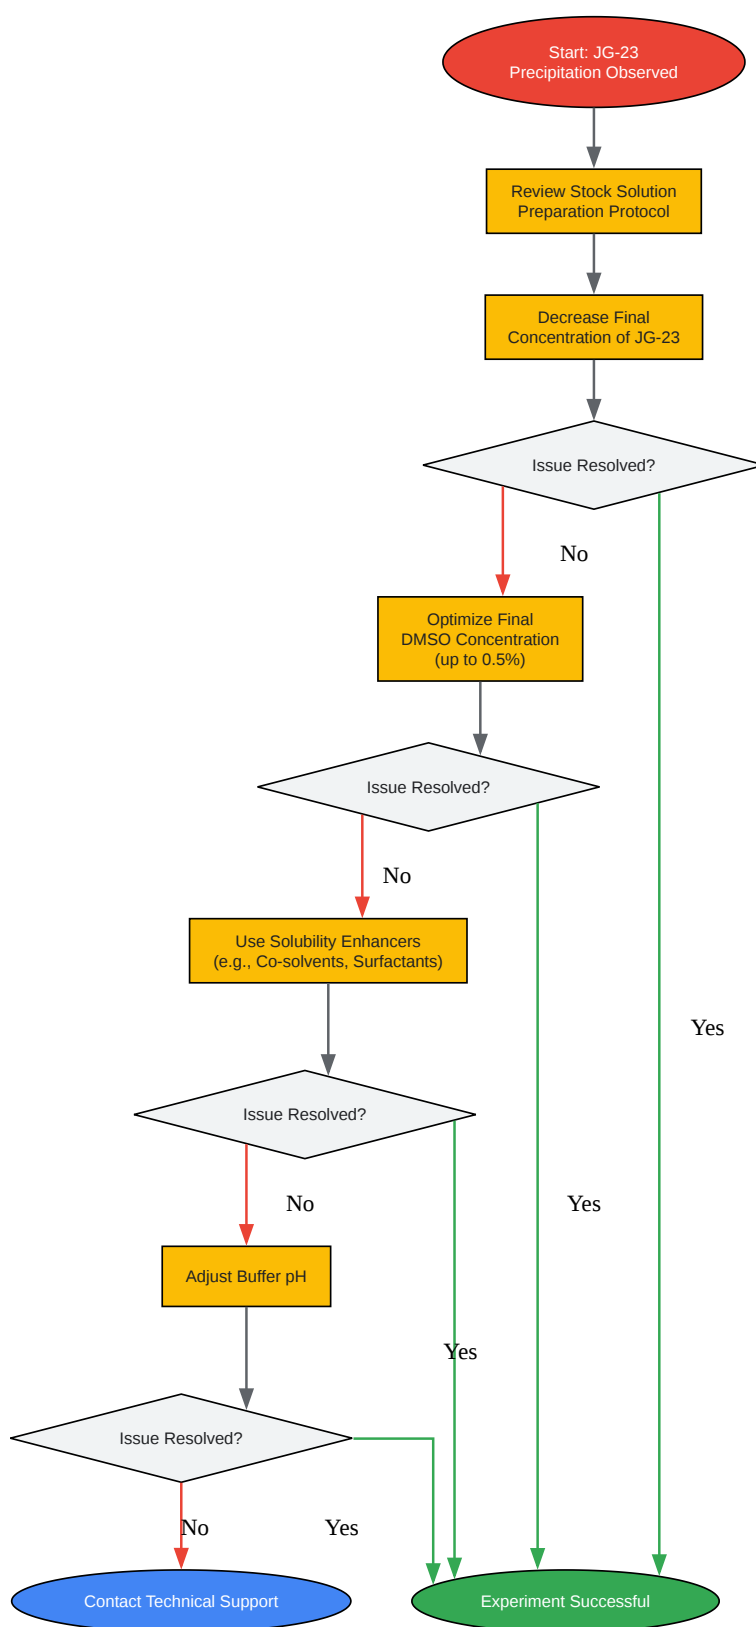 Start: JG-23
Precipitation Observed
Review Stock Solution
Preparation Protocol
Decrease Final
Concentration of JG-23
Issue Resolved?
No
Optimize Final
DMSO Concentration
(up to 0.5%)
Issue Resolved?
No
Use Solubility Enhancers
(e.g., Co-solvents, Surfactants)
Yes
Issue Resolved?
No
Yes
Adjust Buffer pH
Yes
Issue Resolved?
No
Yes
Contact Technical Support
Experiment Successful